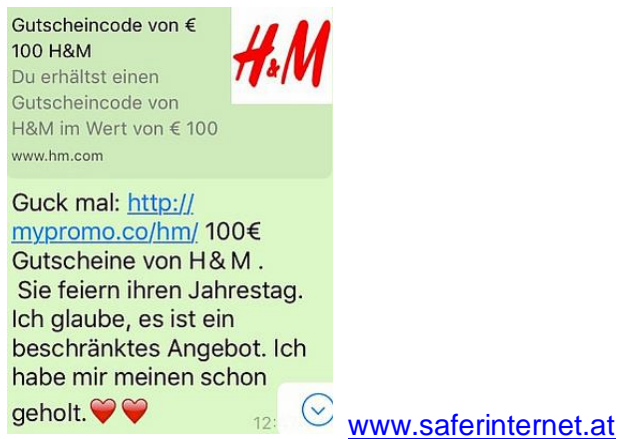 Gutscheincode von €
100 H&M
Du erhältst einen
Gutscheincode von
H&M im Wert von € 100
www.hm.com
H&M
Guck mal: http://
mypromo.co/hm/ 100€
Gutscheine von H& M .
Sie feiern ihren Jahrestag.
Ich glaube, es ist ein
beschränktes Angebot. Ich
habe mir meinen schon
geholt.❤️❤️
12:
www.saferinternet.at